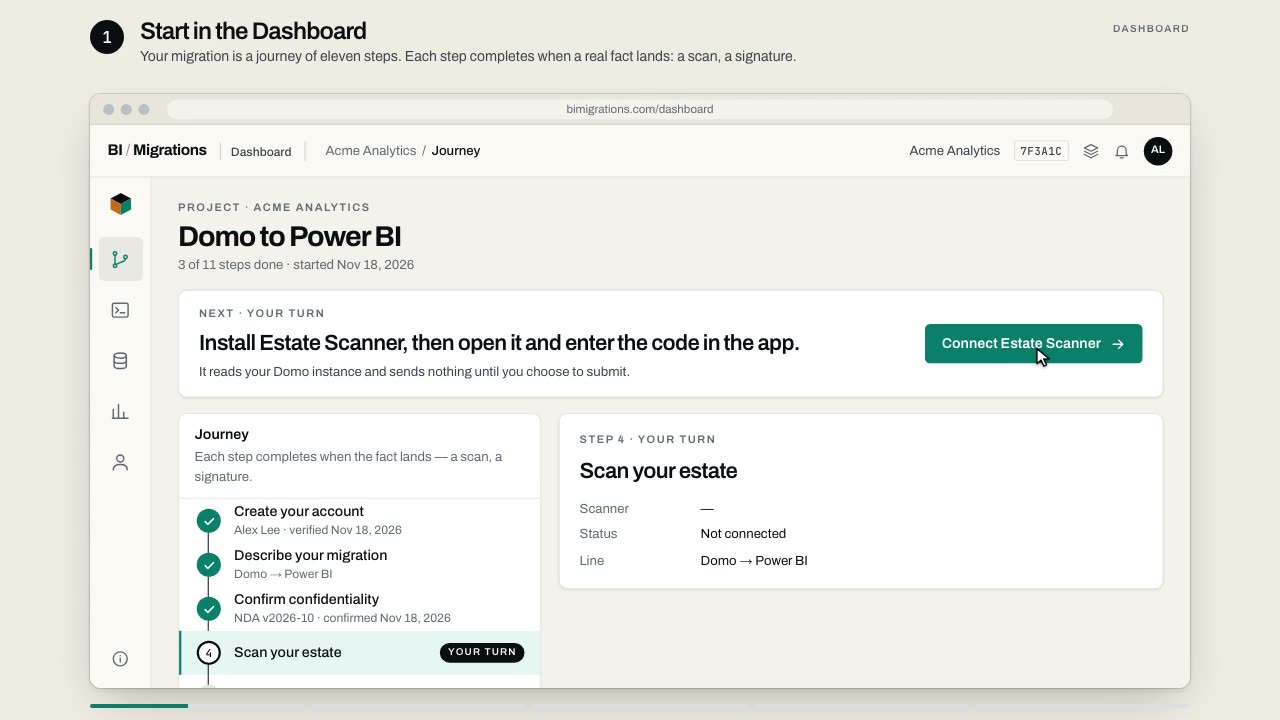 1
Start in the Dashboard
DASHBOARD
Your migration is a journey of eleven steps. Each step completes when a real fact lands: a scan, a signature.
bimigrations.com/dashboard
BI / Migrations
Dashboard
Acme Analytics / Journey
Acme Analytics
7F3A1C
AL
PROJECT · ACME ANALYTICS
Domo to Power BI
3 of 11 steps done · started Nov 18, 2026
NEXT · YOUR TURN
Install Estate Scanner, then open it and enter the code in the app.
It reads your Domo instance and sends nothing until you choose to submit.
Connect Estate Scanner →
Journey
Each step completes when the fact lands — a scan, a
signature.
Create your account
Alex Lee · verified Nov 18, 2026
Describe your migration
Domo → Power BI
Confirm confidentiality
NDA v2026-10 · confirmed Nov 18, 2026
4
Scan your estate
YOUR TURN
STEP 4 · YOUR TURN
Scan your estate
Scanner —
Status Not connected
Line Domo → Power BI